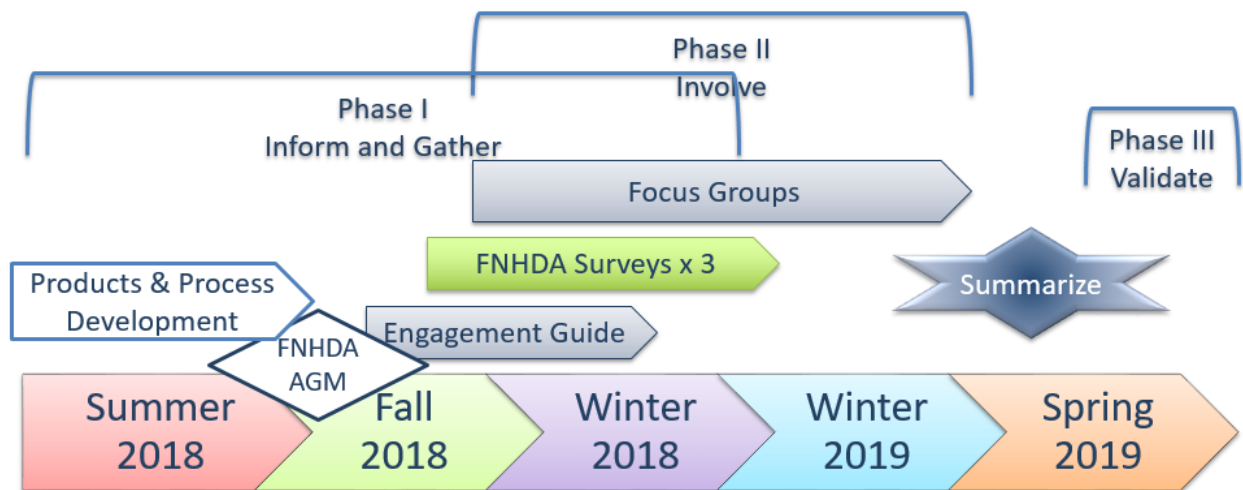 Phase II
Involve
Phase I
Inform and Gather
Phase III
Validate
Focus Groups
FNHDA Surveys x 3
Products & Process
Development
Summarize
Engagement Guide
FNHDA
AGM
Summer
2018
Fall
2018
Winter
2018
Winter
2019
Spring
2019